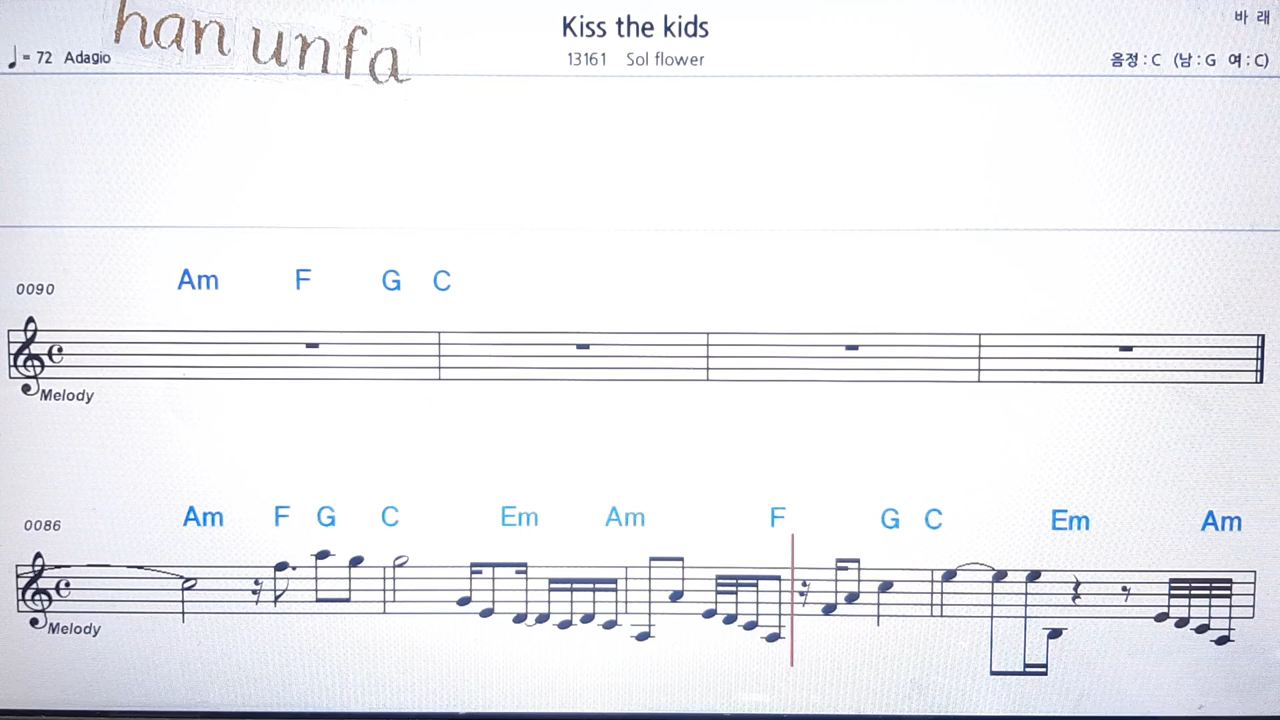 han unfa
Kiss the kids
바 래
♩= 72 Adagio
13161 Sol flower
음정 : C (남 : G 여 : C)
0090
Am F G C
Melody
0086
Am F G C Em Am F G C Em Am
Melody